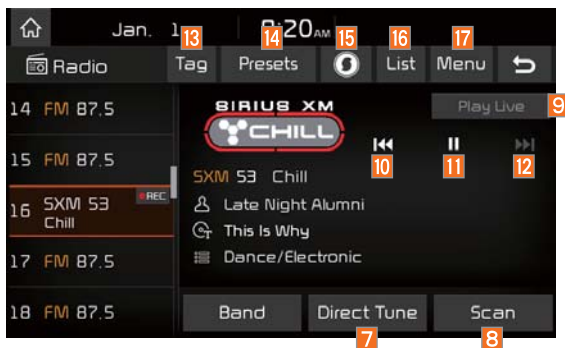 Jan. 1 8:20 AM
13 14 15 16 17
Radio Tag Presets List Menu
14 FM 87.5
15 FM 87.5
16 SXM 53 REC
Chill
17 FM 87.5
18 FM 87.5
SIRIUS XM
CHILL
Play Live 9
10 11 12
SXM 53 Chill
Late Night Alumni
This Is Why
Dance/Electronic
Band Direct Tune Scan
7 8